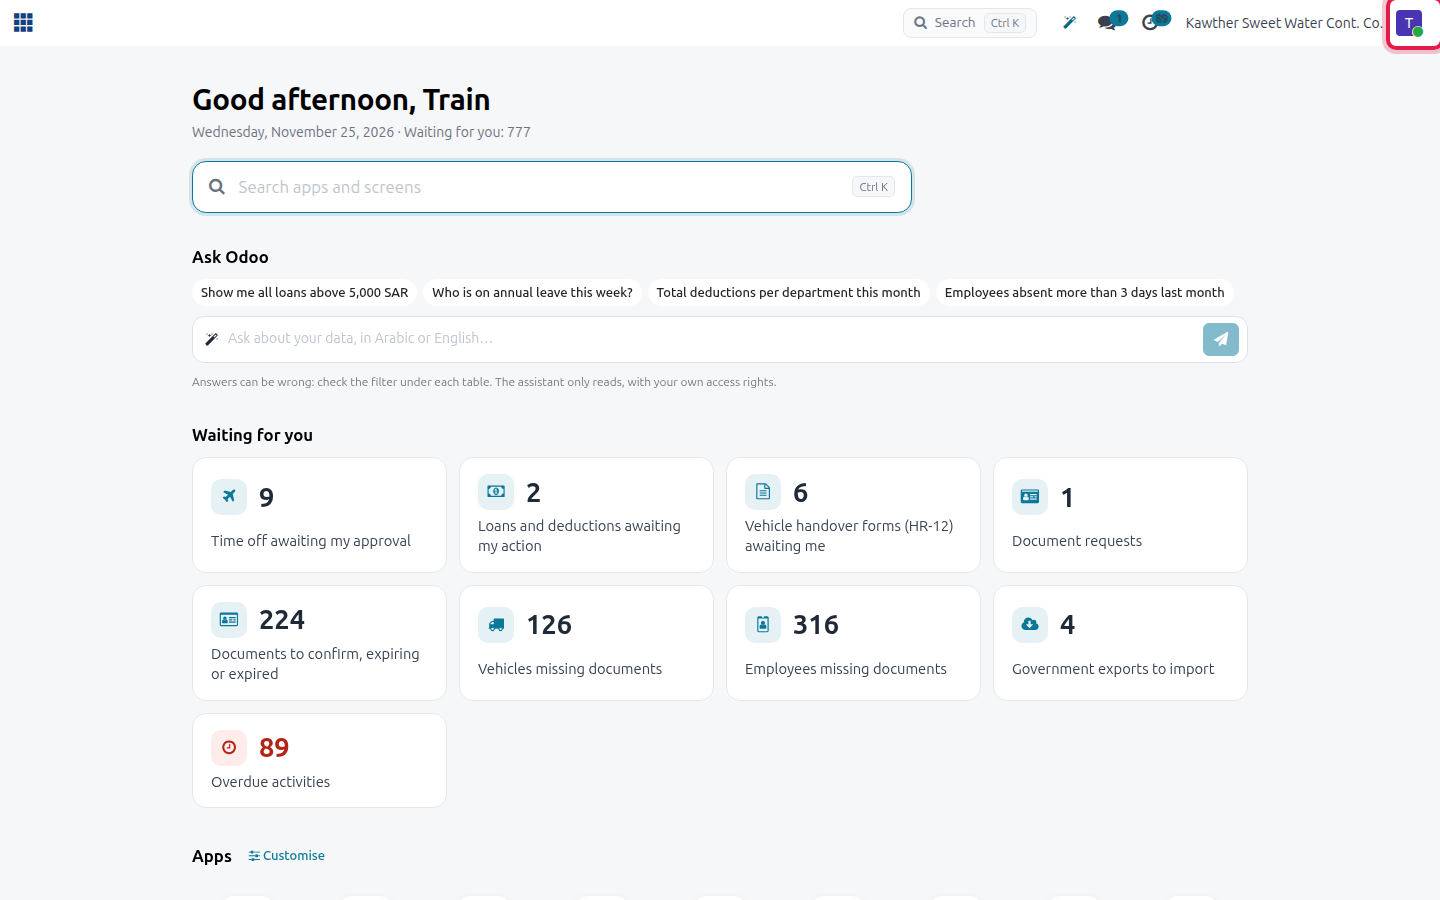 Search Ctrl K
1
89
Kawther Sweet Water Cont. Co.
T
Good afternoon, Train
Wednesday, November 25, 2026 · Waiting for you: 777
Search apps and screens
Ctrl K
Ask Odoo
Show me all loans above 5,000 SAR
Who is on annual leave this week?
Total deductions per department this month
Employees absent more than 3 days last month
Ask about your data, in Arabic or English...
Answers can be wrong: check the filter under each table. The assistant only reads, with your own access rights.
Waiting for you
9
Time off awaiting my approval
2
Loans and deductions awaiting
my action
6
Vehicle handover forms (HR-12)
awaiting me
1
Document requests
224
Documents to confirm, expiring
or expired
126
Vehicles missing documents
316
Employees missing documents
4
Government exports to import
89
Overdue activities
Apps
Customise